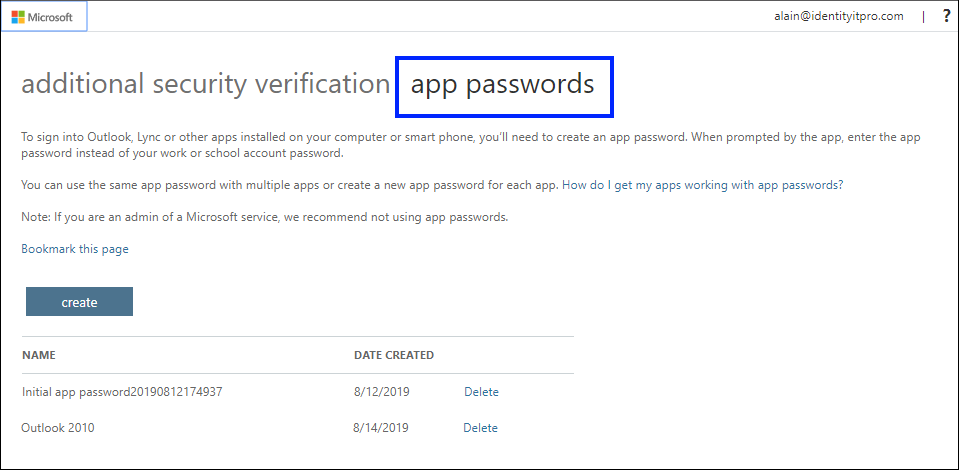 Microsoft
alain@identityitpro.com | ?
additional security verification app passwords
To sign into Outlook, Lync or other apps installed on your computer or smart phone, you'll need to create an app password. When prompted by the app, enter the app
password instead of your work or school account password.
You can use the same app password with multiple apps or create a new app password for each app. How do I get my apps working with app passwords?
Note: If you are an admin of a Microsoft service, we recommend not using app passwords.
Bookmark this page
create
NAME DATE CREATED
Initial app password20190812174937 8/12/2019 Delete
Outlook 2010 8/14/2019 Delete